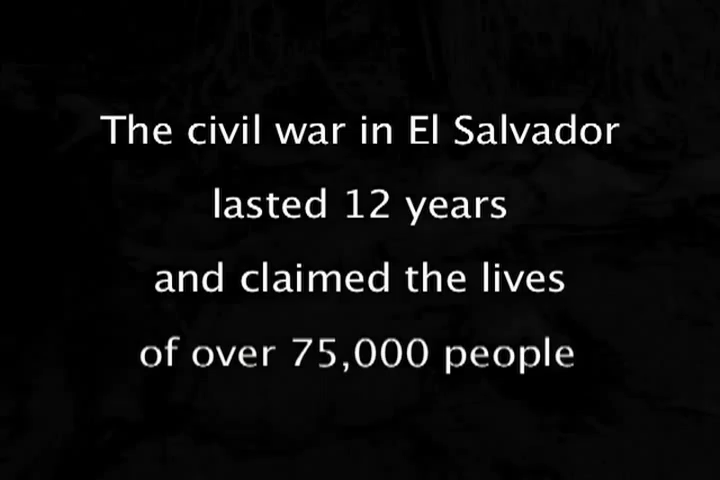 The civil war in El Salvador
lasted 12 years
and claimed the lives
of over 75,000 people